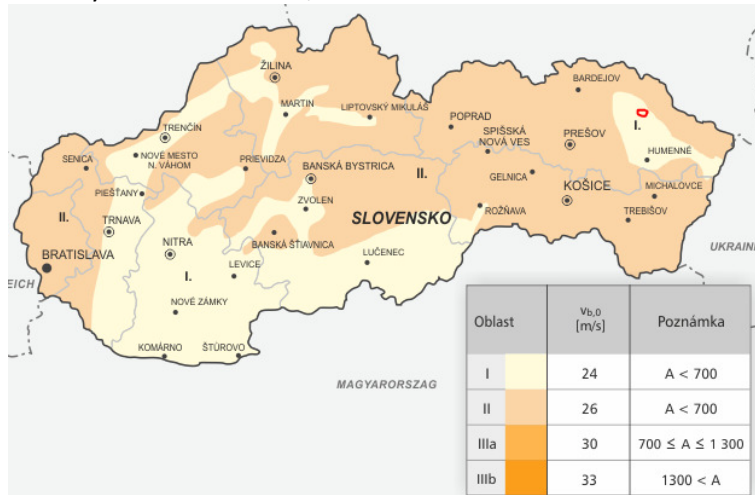 ŽILINA
BARDEJOV
MARTIN
LIPTOVSKÝ MIKULÁŠ
POPRAD
I.
TRENČÍN
SPIŠSKÁ
NOVÁ VES
PREŠOV
SENICA
NOVÉ MESTO
N. VÁHOM
PRIEVIDZA
BANSKÁ BYSTRICA
II.
HUMENNÉ
GELNICA
PIEŠŤANY
ZVOLEN
KOŠICE
MICHALOVCE
II.
TRNAVA
SLOVENSKO
ROŽŇAVA
TREBIŠOV
NITRA
BANSKÁ ŠŤIAVNICA
BRATISLAVA
I.
LEVICE
LUČENEC
UKRAIN
REICH
NOVÉ ZÁMKY
KOMÁRNO
ŠTÚROVO
MAGYARORSZAG
Oblast vb,0 [m/s] Poznámka
I 24 A < 700
II 26 A < 700
IIIa 30 700 ≤ A ≤ 1 300
IIIb 33 1300 < A